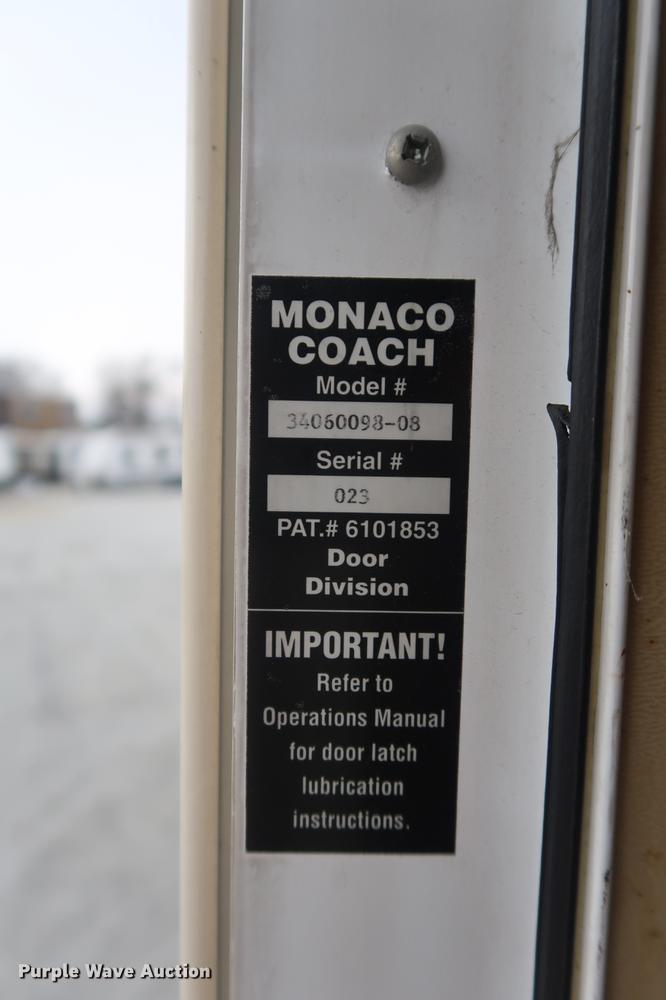 MONACO
COACH
Model #
34060098-08
Serial #
023
PAT.# 6101853
Door
Division
IMPORTANT!
Refer to
Operations Manual
for door latch
lubrication
instructions.
Purple Wave Auction